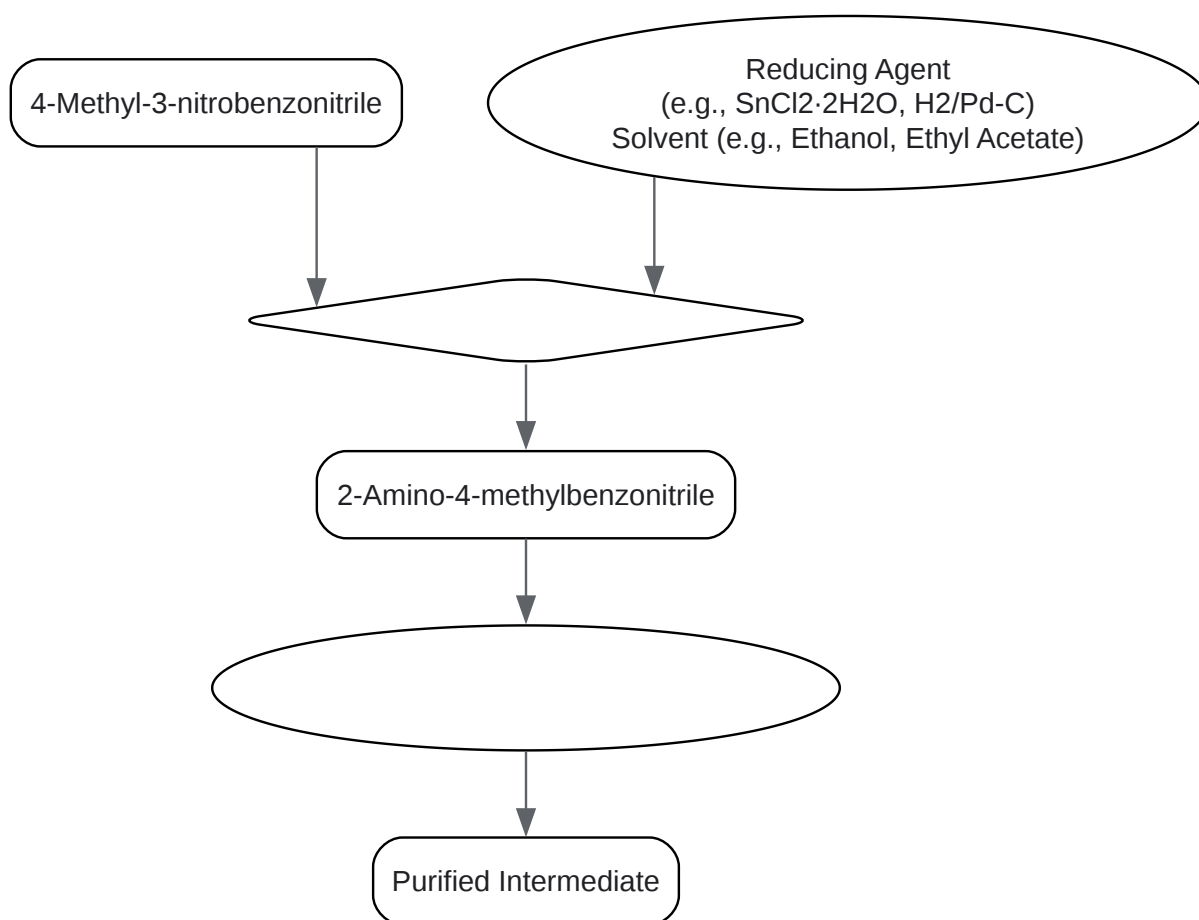 4-Methyl-3-nitrobenzonitrile
Reducing Agent
(e.g., SnCl2·2H2O, H2/Pd-C)
Solvent (e.g., Ethanol, Ethyl Acetate)
2-Amino-4-methylbenzonitrile
Purified Intermediate